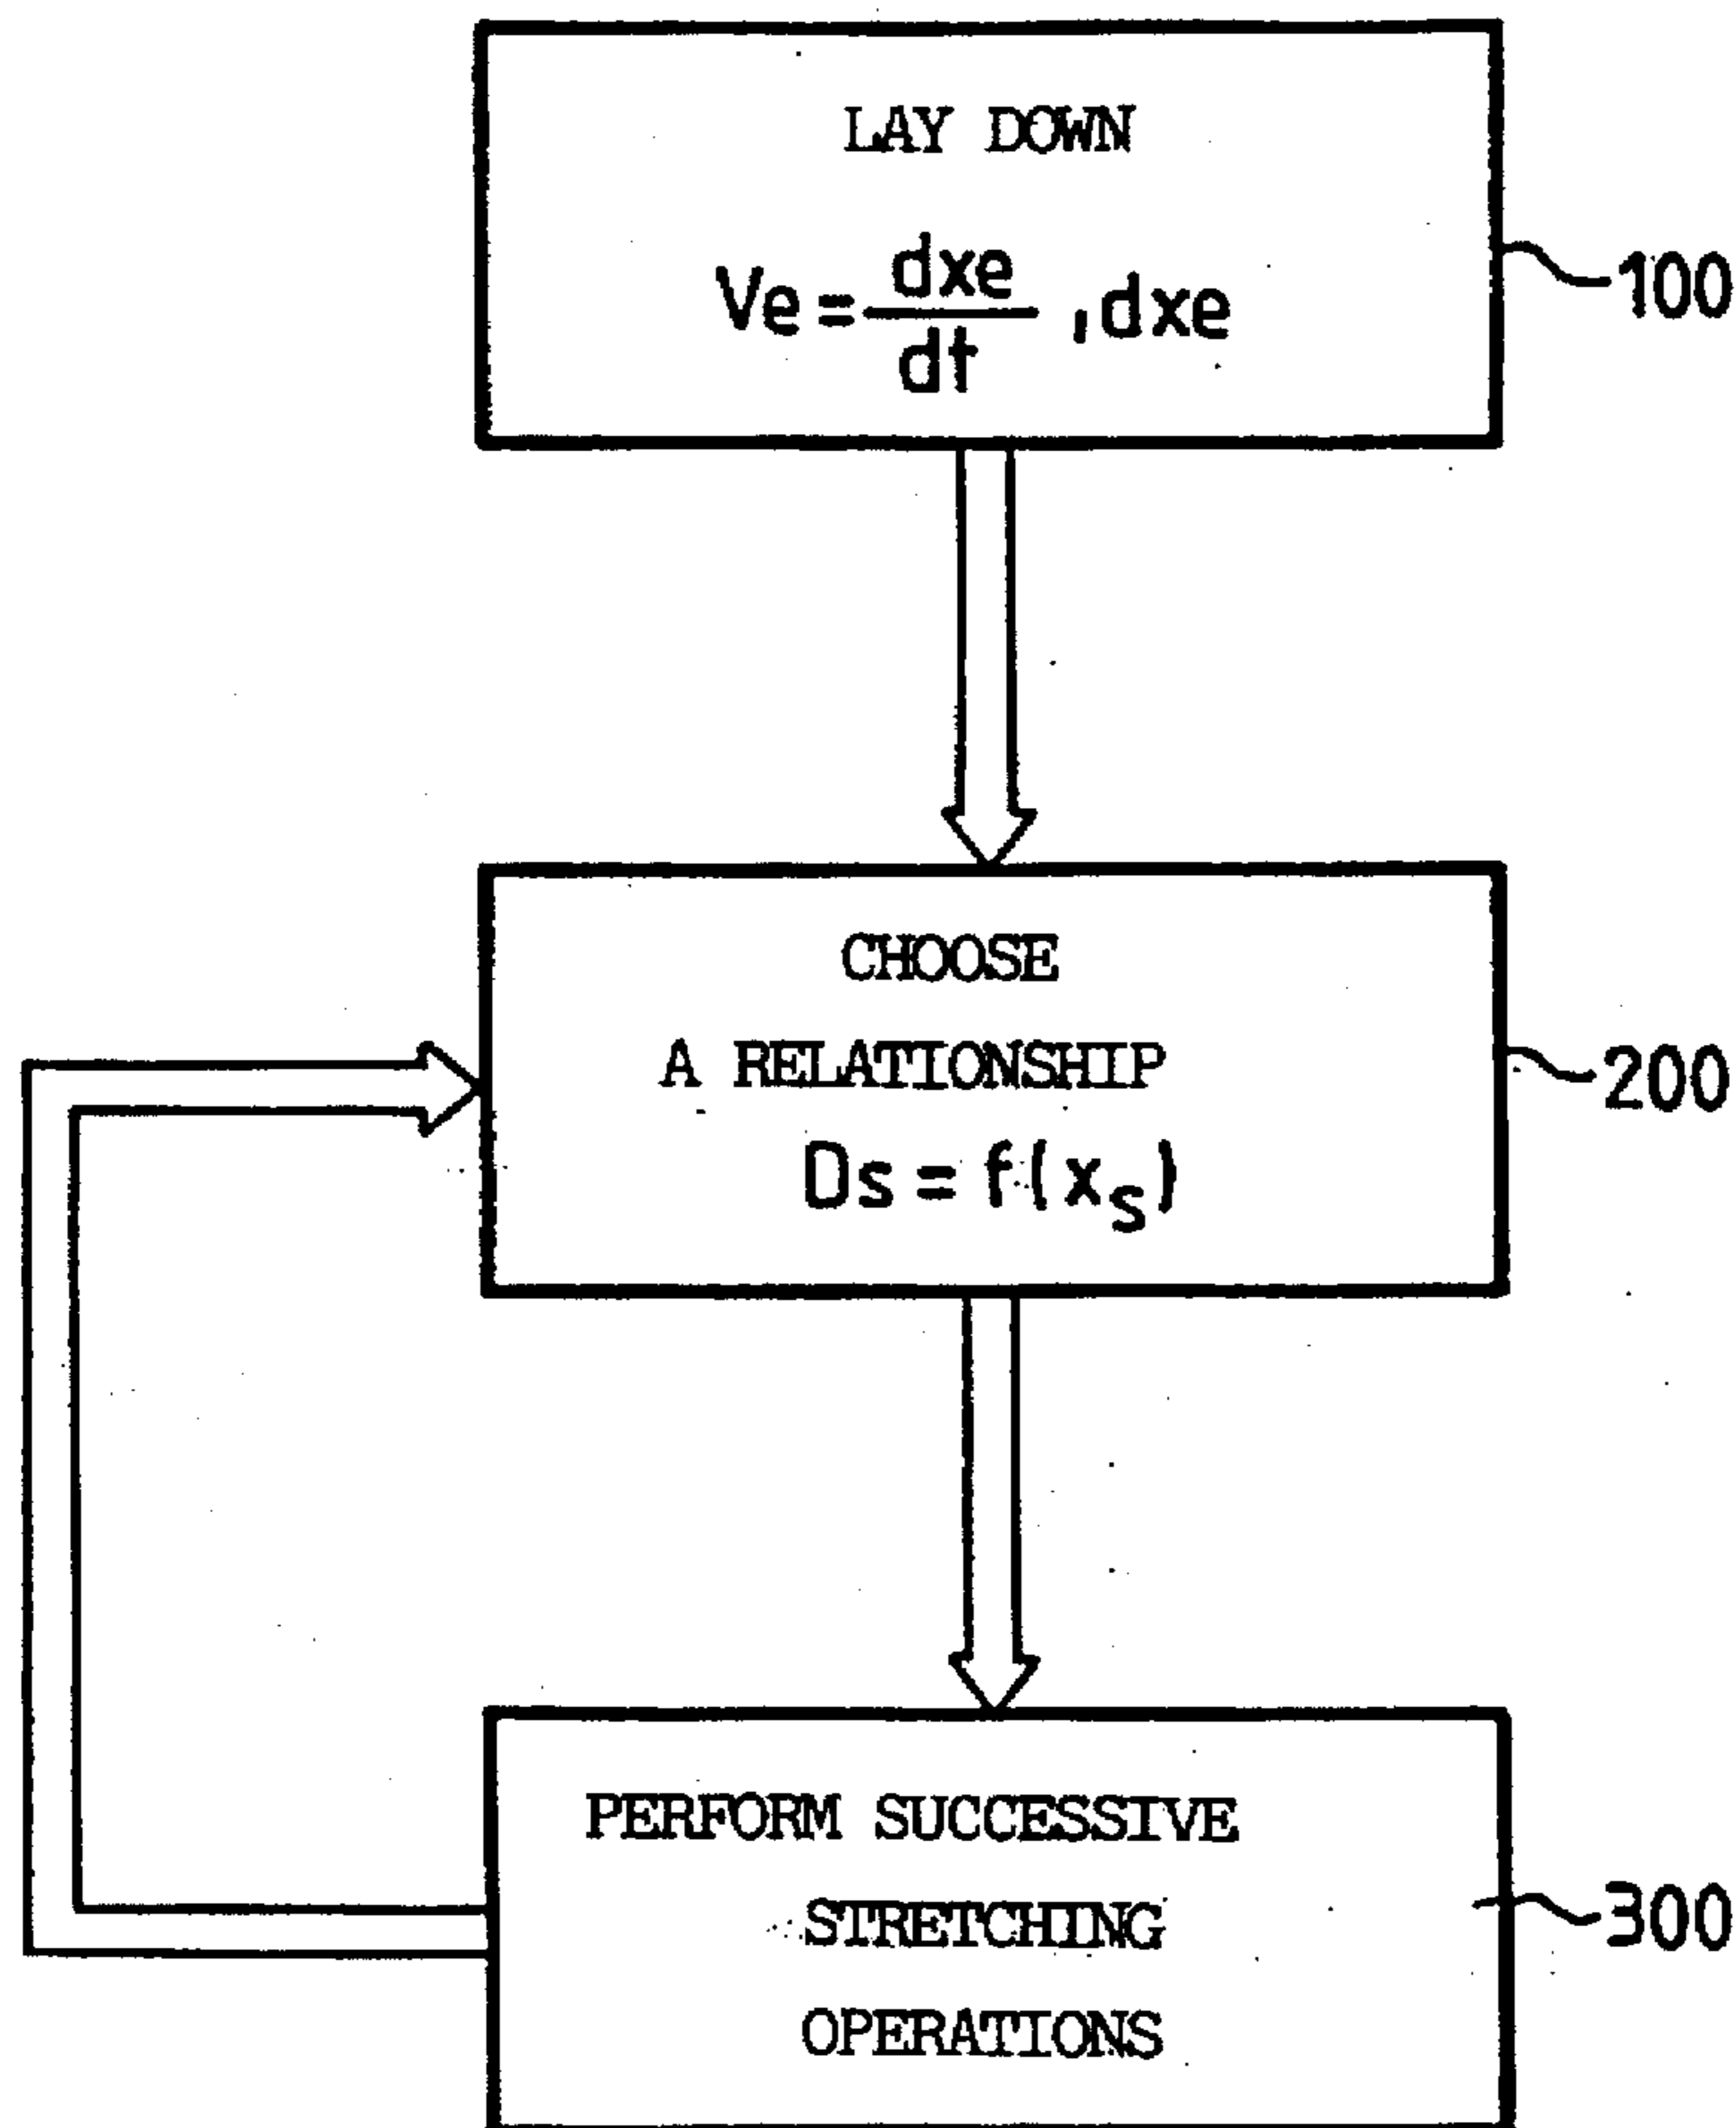 LAY DOWN
Ve = dxe/dt , dxe
100
CHOOSE
A RELATIONSHIP
Ds = f(xs)
200
PERFORM SUCCESSIVE
STRETCHING
OPERATIONS
300